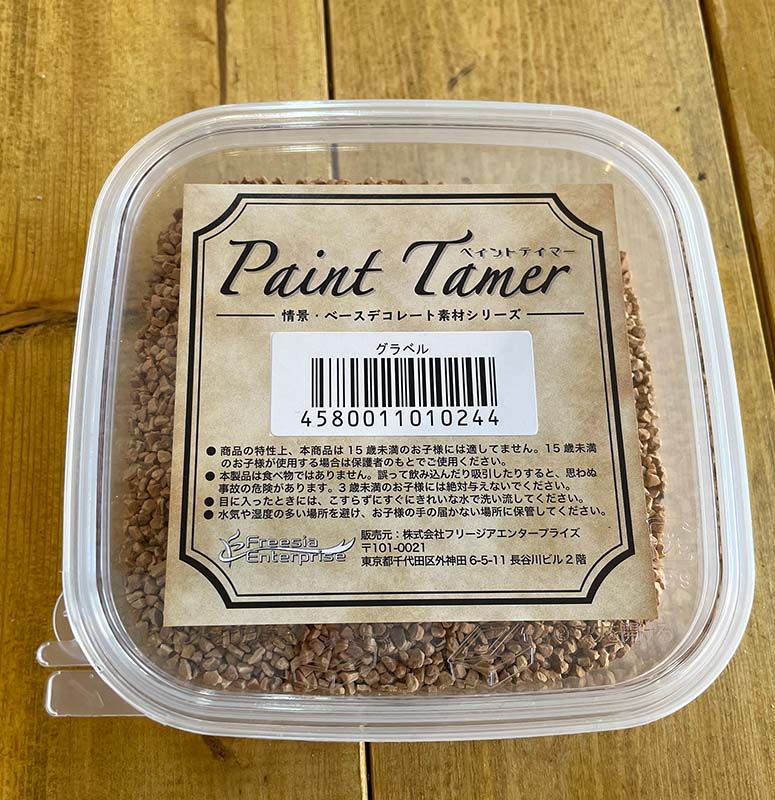 Paint Tamer
ペイントテイマー
情景・ベースデコレート素材シリーズ
グラベル
4580011010244
● 商品の特性上、本商品は 15 歳未満のお子様には適してません。15 歳未満
のお子様が使用する場合は保護者のもとでご使用ください。
● 本製品は食べ物ではありません。誤って飲み込んだり吸引したりすると、思わぬ
事故の危険があります。3 歳未満のお子様には絶対与えないでください。
● 目に入ったときには、こすらずにすぐにきれいな水で洗い流してください。
● 水気や湿度の多い場所を避け、お子様の手の届かない場所に保管してください。
Freesia
Enterprise
販売元：株式会社フリージアエンタープライズ
〒101-0021
東京都千代田区外神田 6-5-11 長谷川ビル 2 階